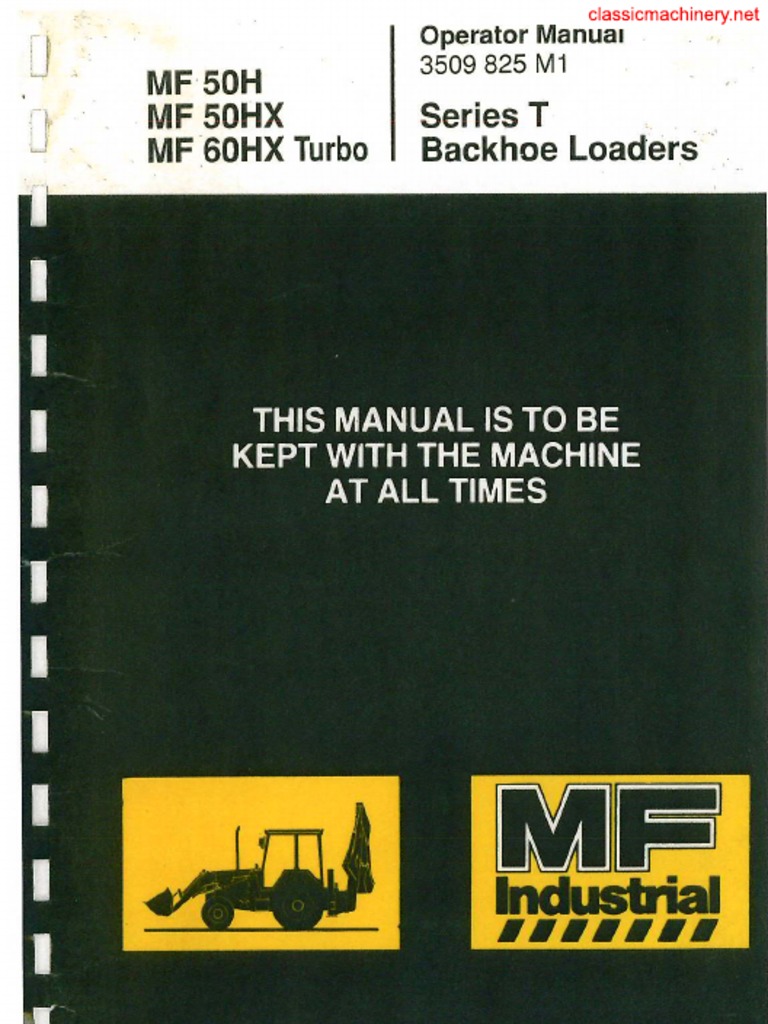 classicmachinery.net
Operator Manual
3509 825 M1
MF 50H
MF 50HX
MF 60HX Turbo
Series T
Backhoe Loaders
THIS MANUAL IS TO BE
KEPT WITH THE MACHINE
AT ALL TIMES
MF
Industrial